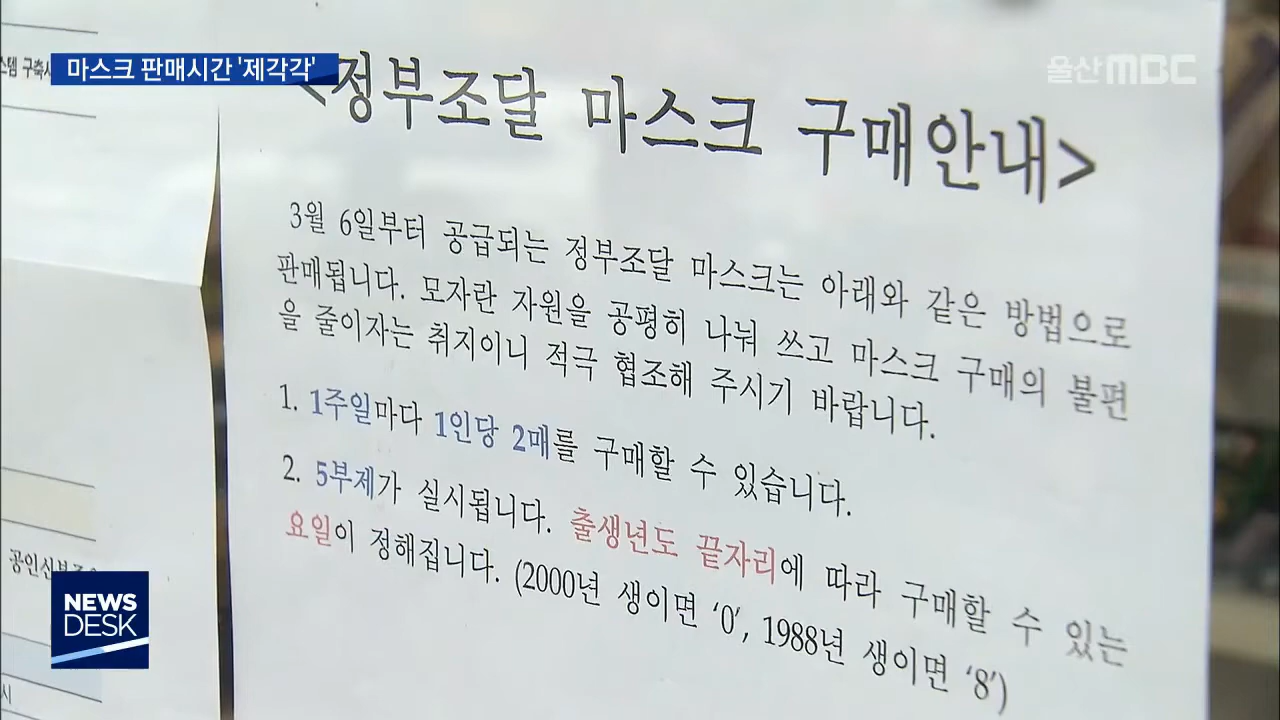 마스크 판매시간 '제각각'
울산MBC
<정부조달 마스크 구매안내>
3월 6일부터 공급되는 정부조달 마스크는 아래와 같은 방법으로
판매됩니다. 모자란 자원을 공평히 나눠 쓰고 마스크 구매의 불편
을 줄이자는 취지이니 적극 협조해 주시기 바랍니다.
1. 1주일마다 1인당 2매를 구매할 수 있습니다.
2. 5부제가 실시됩니다. 출생년도 끝자리에 따라 구매할 수 있는
요일이 정해집니다. (2000년 생이면 ‘0’, 1988년 생이면 ‘8’)
NEWS
DESK